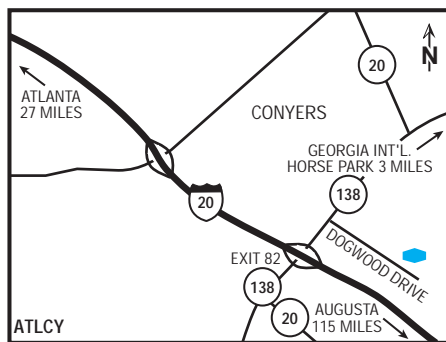 N
20
ATLANTA
27 MILES
CONYERS
GEORGIA INT'L.
HORSE PARK 3 MILES
138
20
DOGWOOD DRIVE
EXIT 82
138
20
AUGUSTA
115 MILES
ATLCY